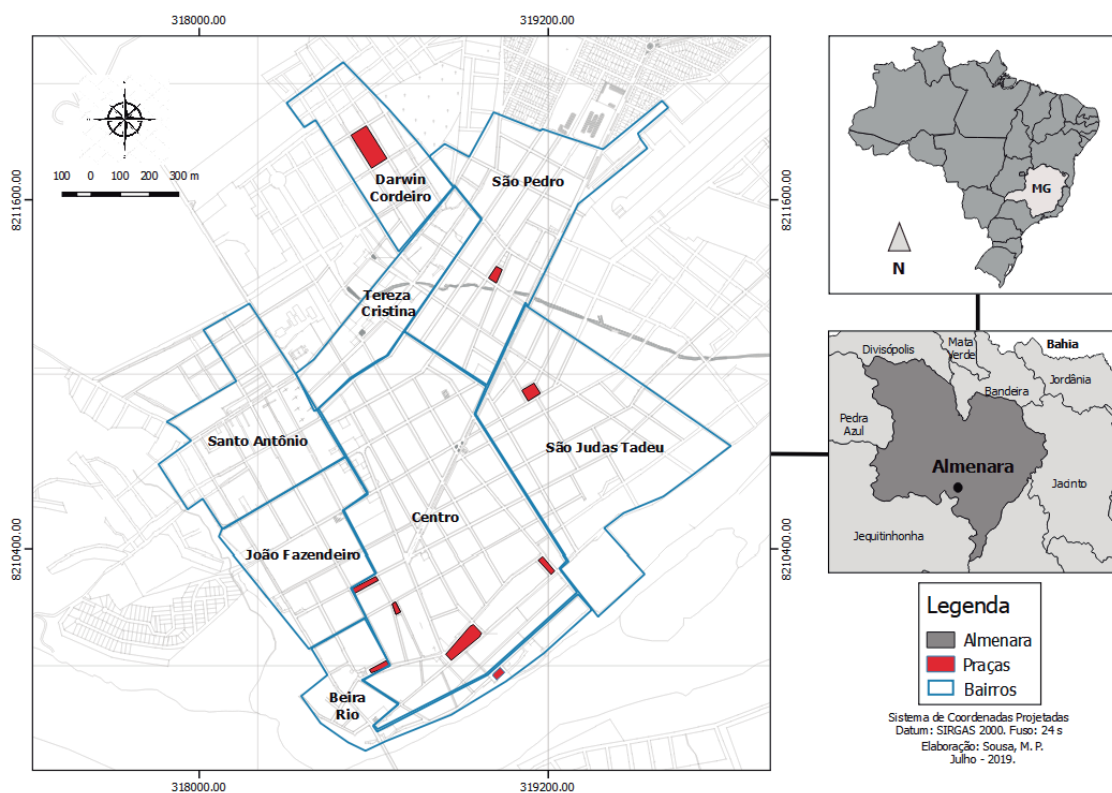 318000.00
319200.00
100 0 100 200 300 m
8211600.00
8211600.00
8210400.00
8210400.00
Darwin
Cordeiro
São Pedro
Tereza
Cristina
Santo Antônio
São Judas Tadeu
Centro
João Fazendeiro
Beira
Rio
318000.00
319200.00
MG
N
Divisópolis
Mata
Verde
Bahia
Jordânia
Bandeira
Pedra
Azul
Almenara
Jacinto
Jequitinhonha
Legenda
Almenara
Praças
Bairros
Sistema de Coordenadas Projetadas
Datum: SIRGAS 2000. Fuso: 24 s
Elaboração: Sousa, M. P.
Julho - 2019.